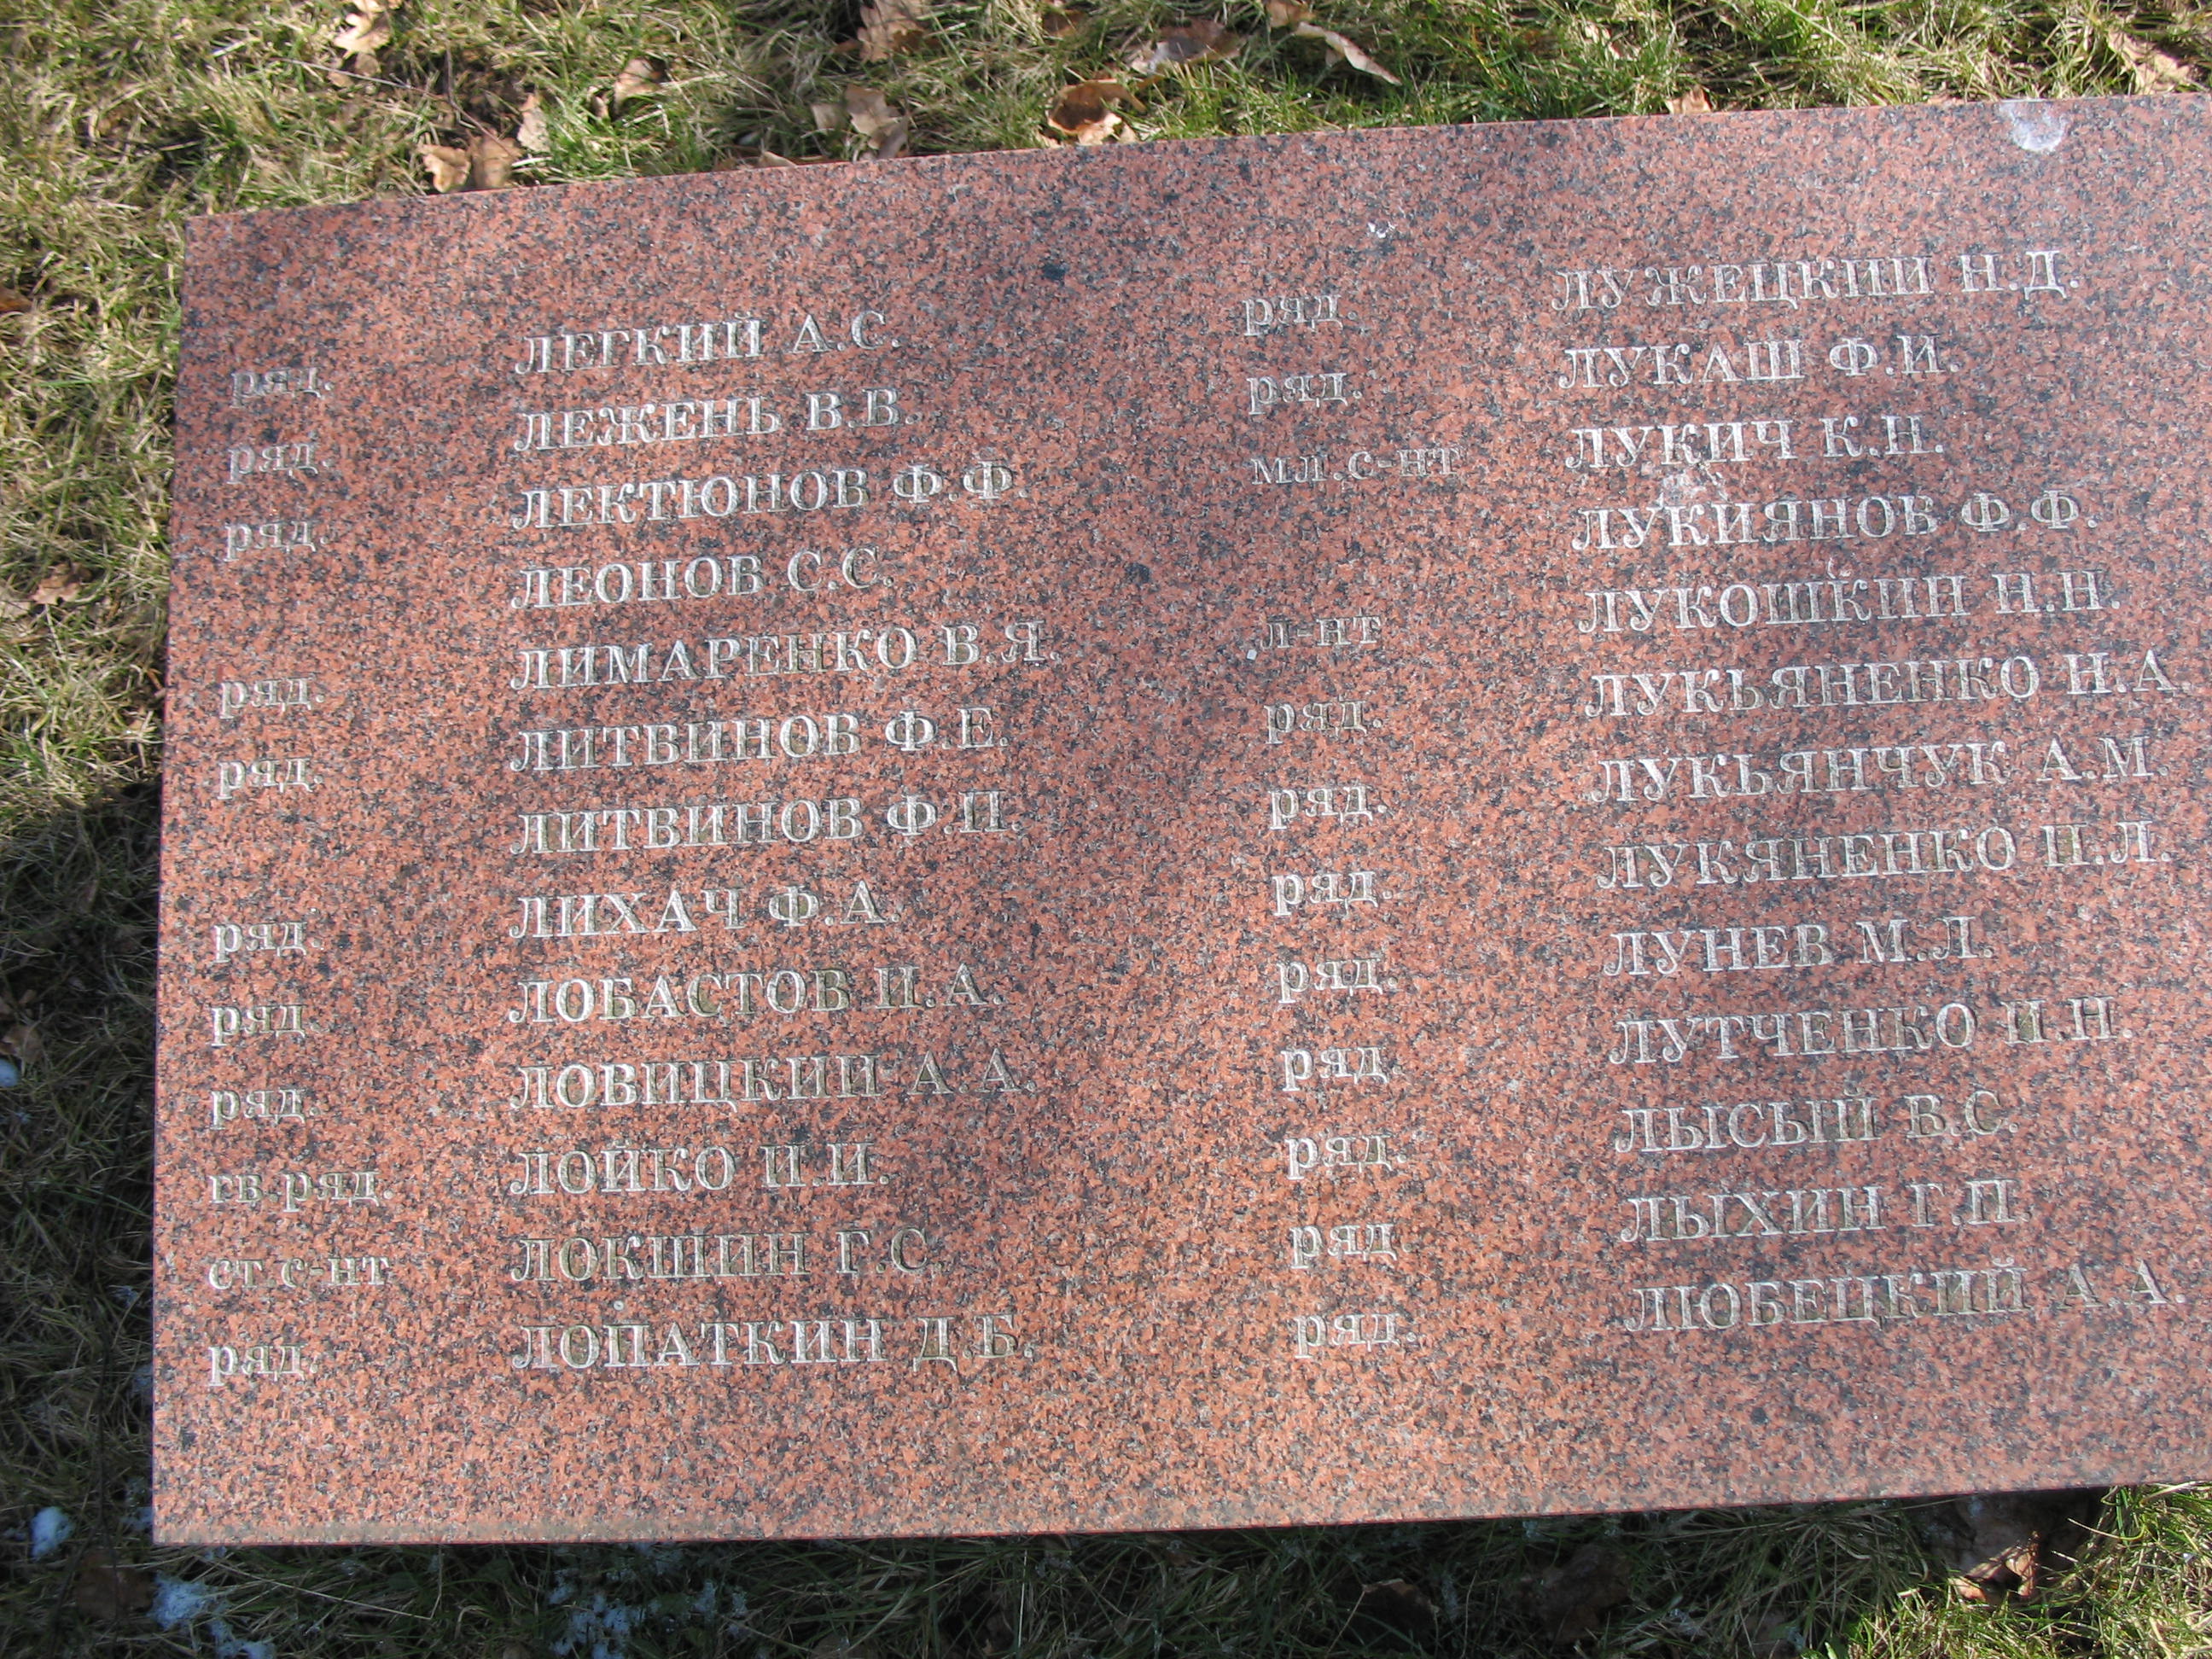 ряд. ЛЕГКИЙ А.С.
ряд. ЛЕЖЕНЬ В.В.
ряд. ЛЕКТЮНОВ Ф.Ф.
ЛЕОНОВ С.С.
ряд. ЛИМАРЕНКО В.Я.
ряд. ЛИТВИНОВ Ф.Е.
ЛИТВИНОВ Ф.П.
ряд. ЛИХАЧ Ф.А.
ряд. ЛОБАСТОВ И.А.
ряд. ЛОВИЦКИЙ А.А.
гв.ряд. ЛОЙКО И.И.
ст.с-нт ЛОКШИН Г.С.
ряд. ЛОПАТКИН Д.Б.
ряд. ЛУЖЕЦКИЙ Н.Д.
ряд. ЛУКАШ Ф.И.
мл.с-нт ЛУКИЧ К.Н.
ЛУКИЯНОВ Ф.Ф.
л-нт ЛУКОШКИН Н.Н.
ряд. ЛУКЬЯНЕНКО Н.А.
ряд. ЛУКЬЯНЧУК А.М.
ряд. ЛУКЯНЕНКО П.Л.
ряд. ЛУНЕВ М.Л.
ряд. ЛУТЧЕНКО И.Н.
ряд. ЛЫСЫЙ В.С.
ряд. ЛЫХИН Г.П.
ряд. ЛЮБЕЦКИЙ А.А.